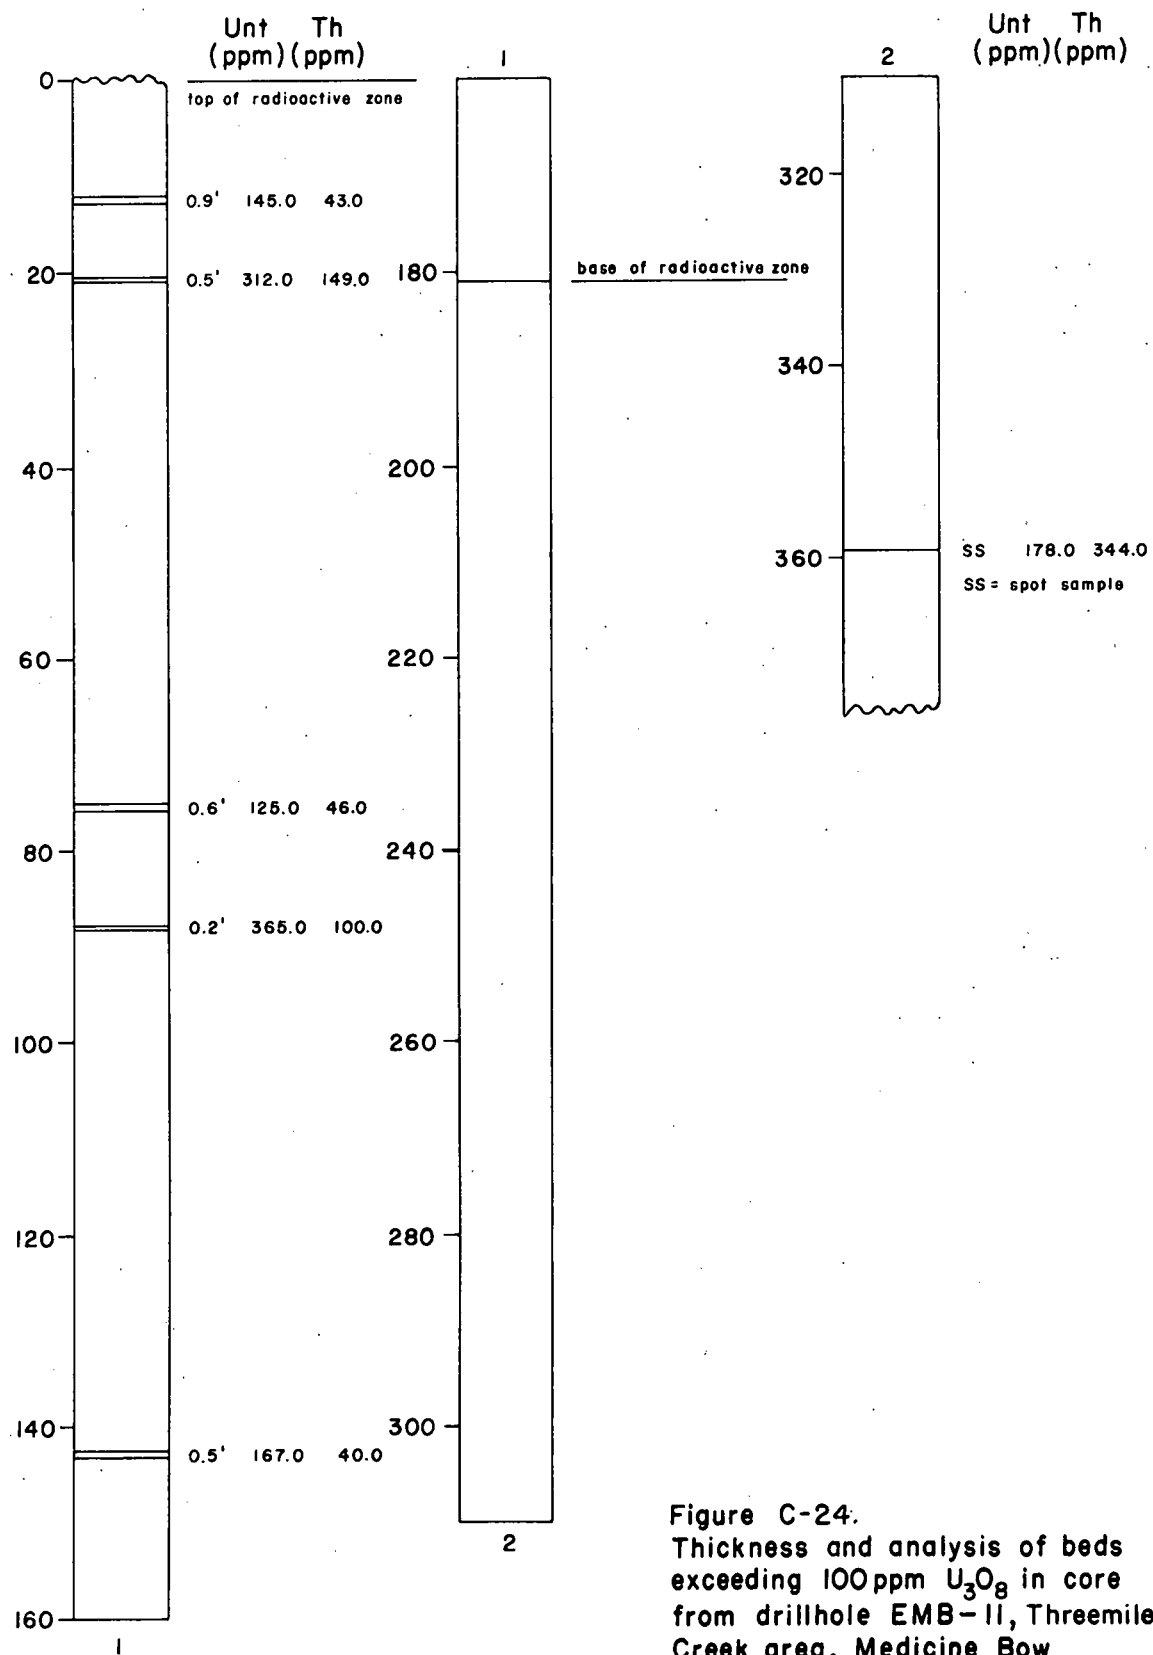 Unt Th
(ppm) (ppm)
0
top of radioactive zone
0.9' 145.0 43.0
20
0.5' 312.0 149.0
40
60
0.6' 125.0 46.0
80
0.2' 365.0 100.0
100
120
140
0.5' 167.0 40.0
160
1
1
180
base of radioactive zone
200
220
240
260
280
300
2
2
Unt Th
(ppm) (ppm)
320
340
360
SS 178.0 344.0
SS = spot sample
Figure C-24.
Thickness and analysis of beds
exceeding 100 ppm U3O8 in core
from drillhole EMB-11, Threemile
Creek area, Medicine Bow